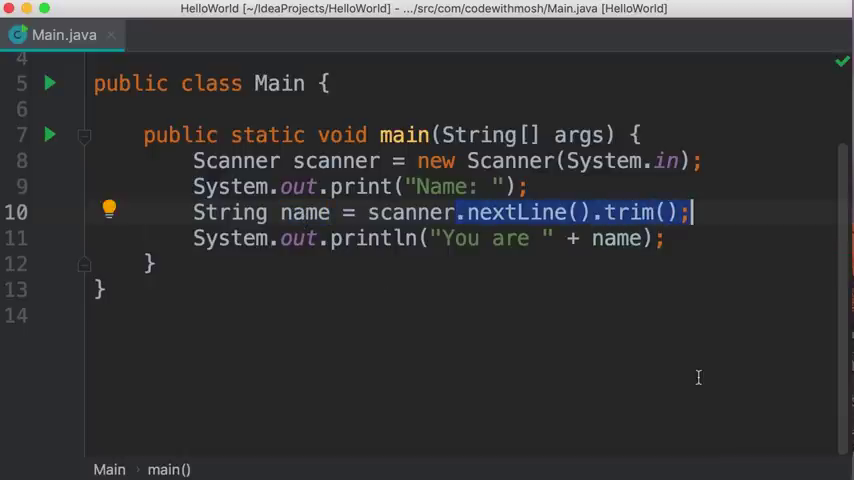 HelloWorld [~/IdeaProjects/HelloWorld] - .../src/com/codewithmosh/Main.java [HelloWorld]
Main.java
4
5 public class Main {
6
7 public static void main(String[] args) {
8 Scanner scanner = new Scanner(System.in);
9 System.out.print("Name: ");
10 String name = scanner.nextLine().trim();
11 System.out.println("You are " + name);
12 }
13 }
14
Main › main()